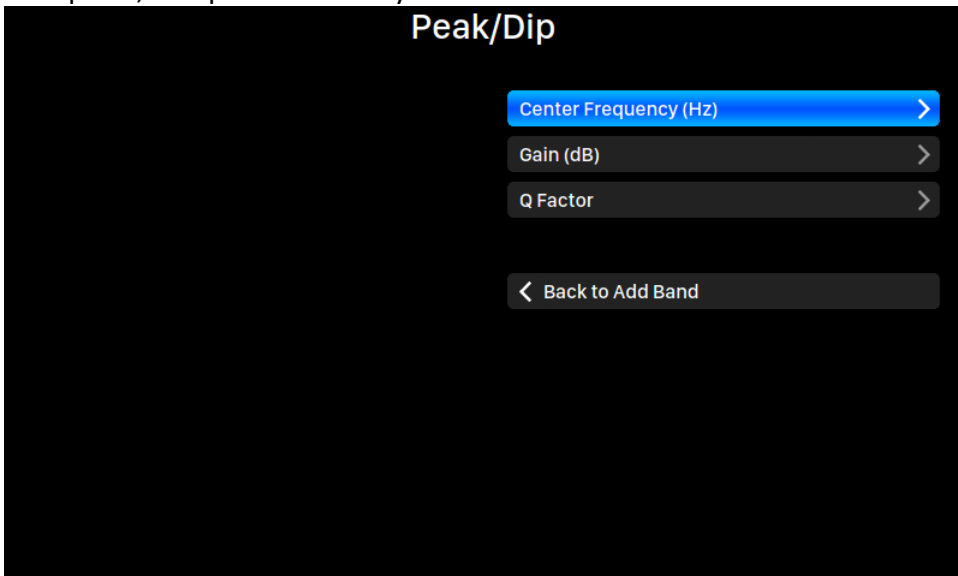 Peak/Dip
Center Frequency (Hz)
Gain (dB)
Q Factor
Back to Add Band